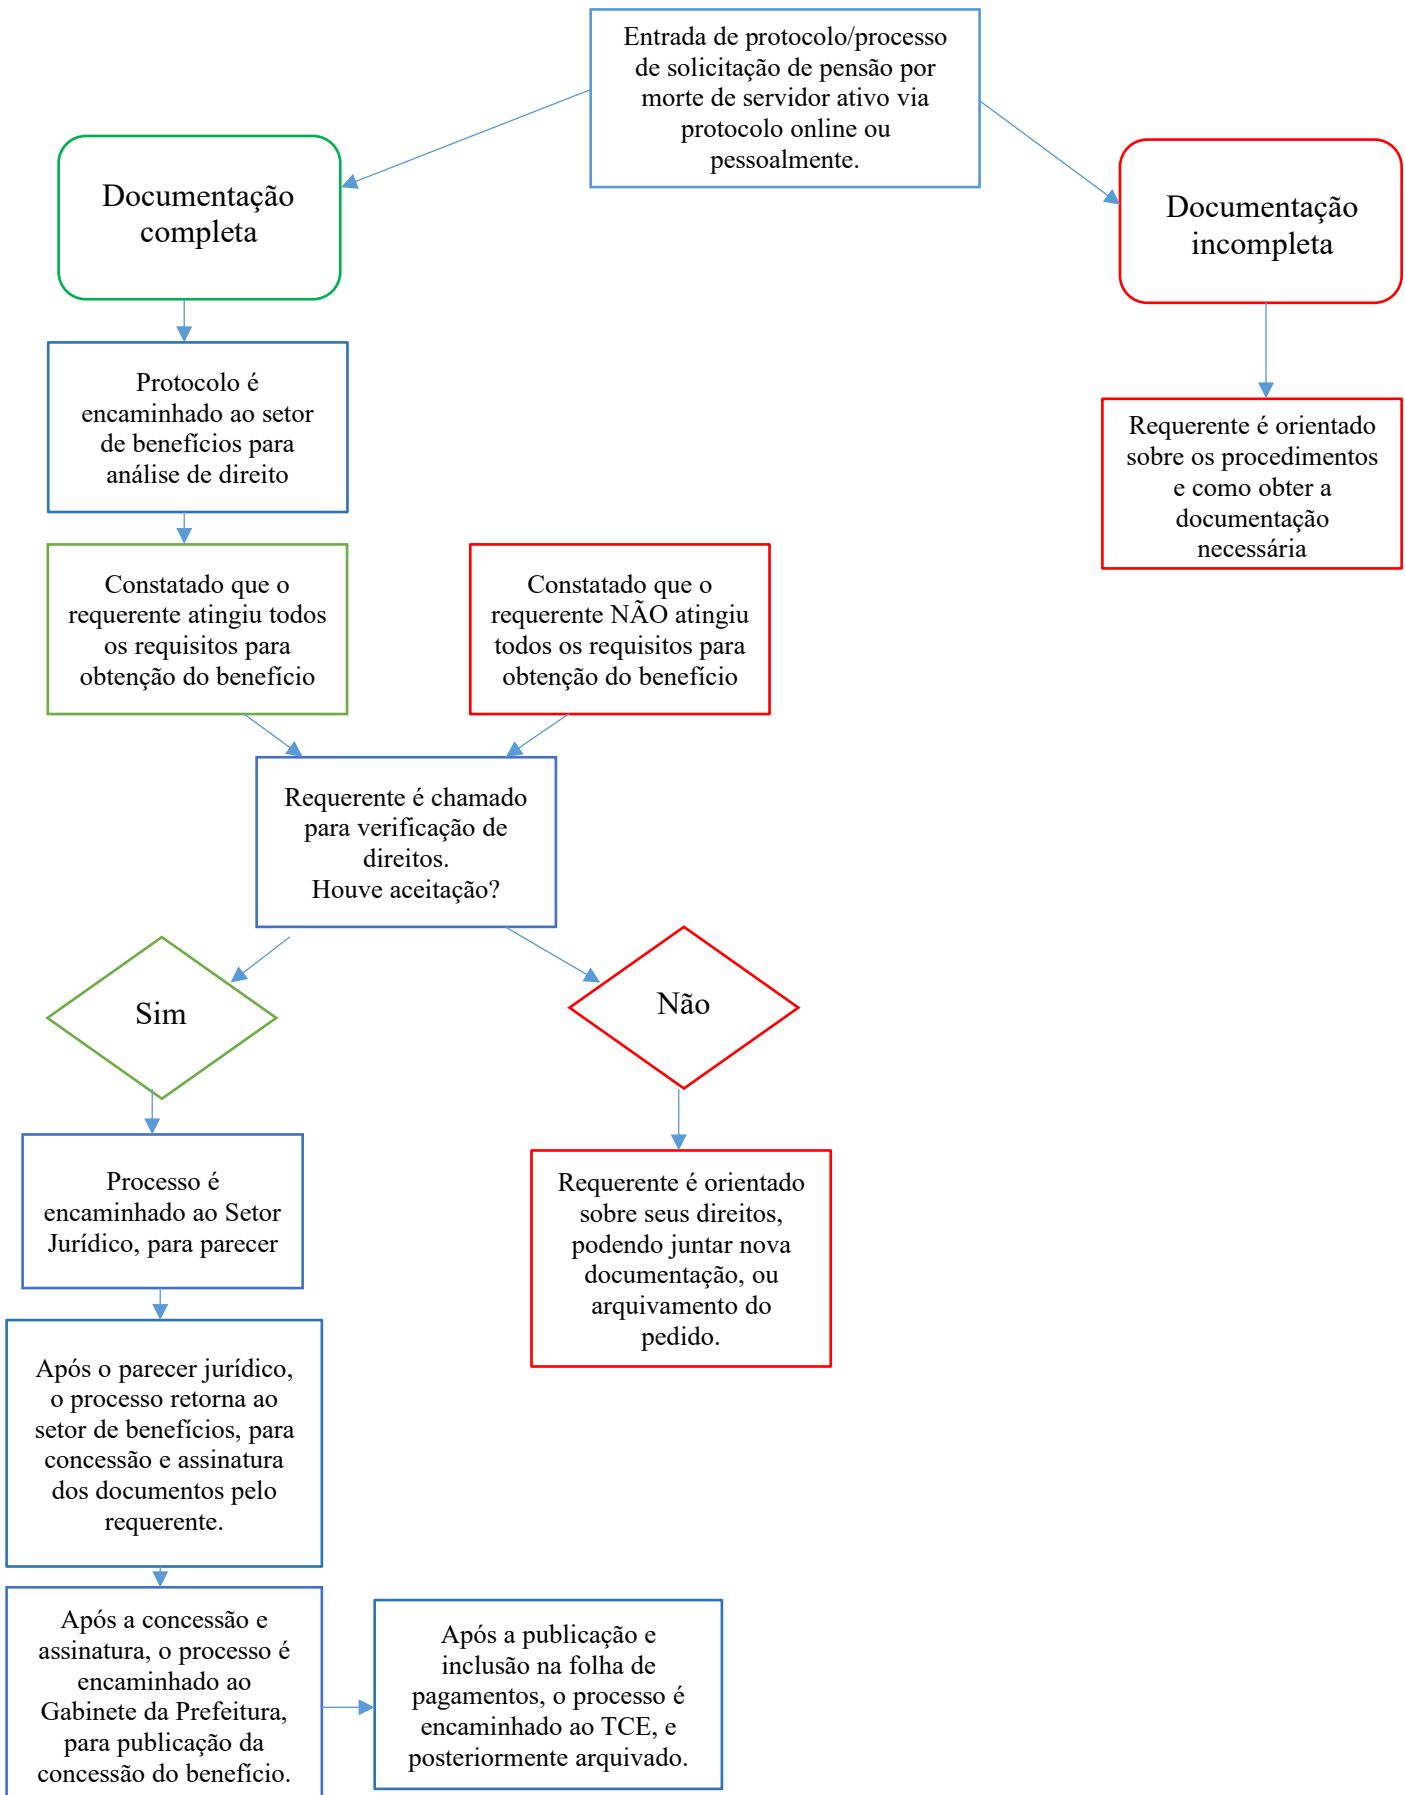 Entrada de protocolo/processo
de solicitação de pensão por
morte de servidor ativo via
protocolo online ou
pessoalmente.
Documentação
completa
Documentação
incompleta
Protocolo é
encaminhado ao setor
de benefícios para
análise de direito
Requerente é orientado
sobre os procedimentos
e como obter a
documentação
necessária
Constatado que o
requerente atingiu todos
os requisitos para
obtenção do benefício
Constatado que o
requerente NÃO atingiu
todos os requisitos para
obtenção do benefício
Requerente é chamado
para verificação de
direitos.
Houve aceitação?
Sim
Não
Processo é
encaminhado ao Setor
Jurídico, para parecer
Requerente é orientado
sobre seus direitos,
podendo juntar nova
documentação, ou
arquivamento do
pedido.
Após o parecer jurídico,
o processo retorna ao
setor de benefícios, para
concessão e assinatura
dos documentos pelo
requerente.
Após a concessão e
assinatura, o processo é
encaminhado ao
Gabinete da Prefeitura,
para publicação da
concessão do benefício.
Após a publicação e
inclusão na folha de
pagamentos, o processo é
encaminhado ao TCE, e
posteriormente arquivado.